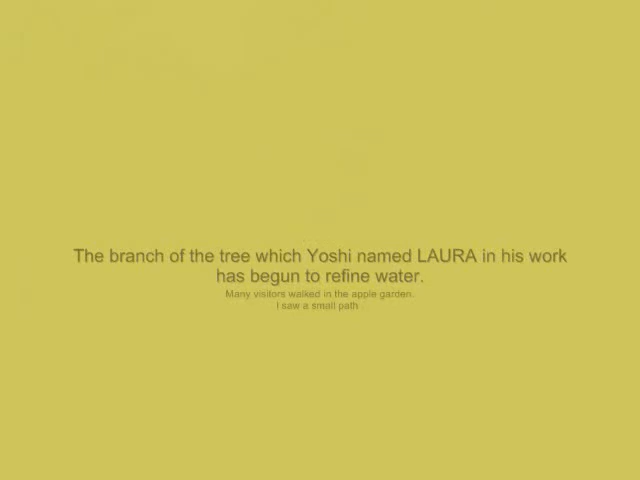 The branch of the tree which Yoshi named LAURA in his work
has begun to refine water.
Many visitors walked in the apple garden.
I saw a small path